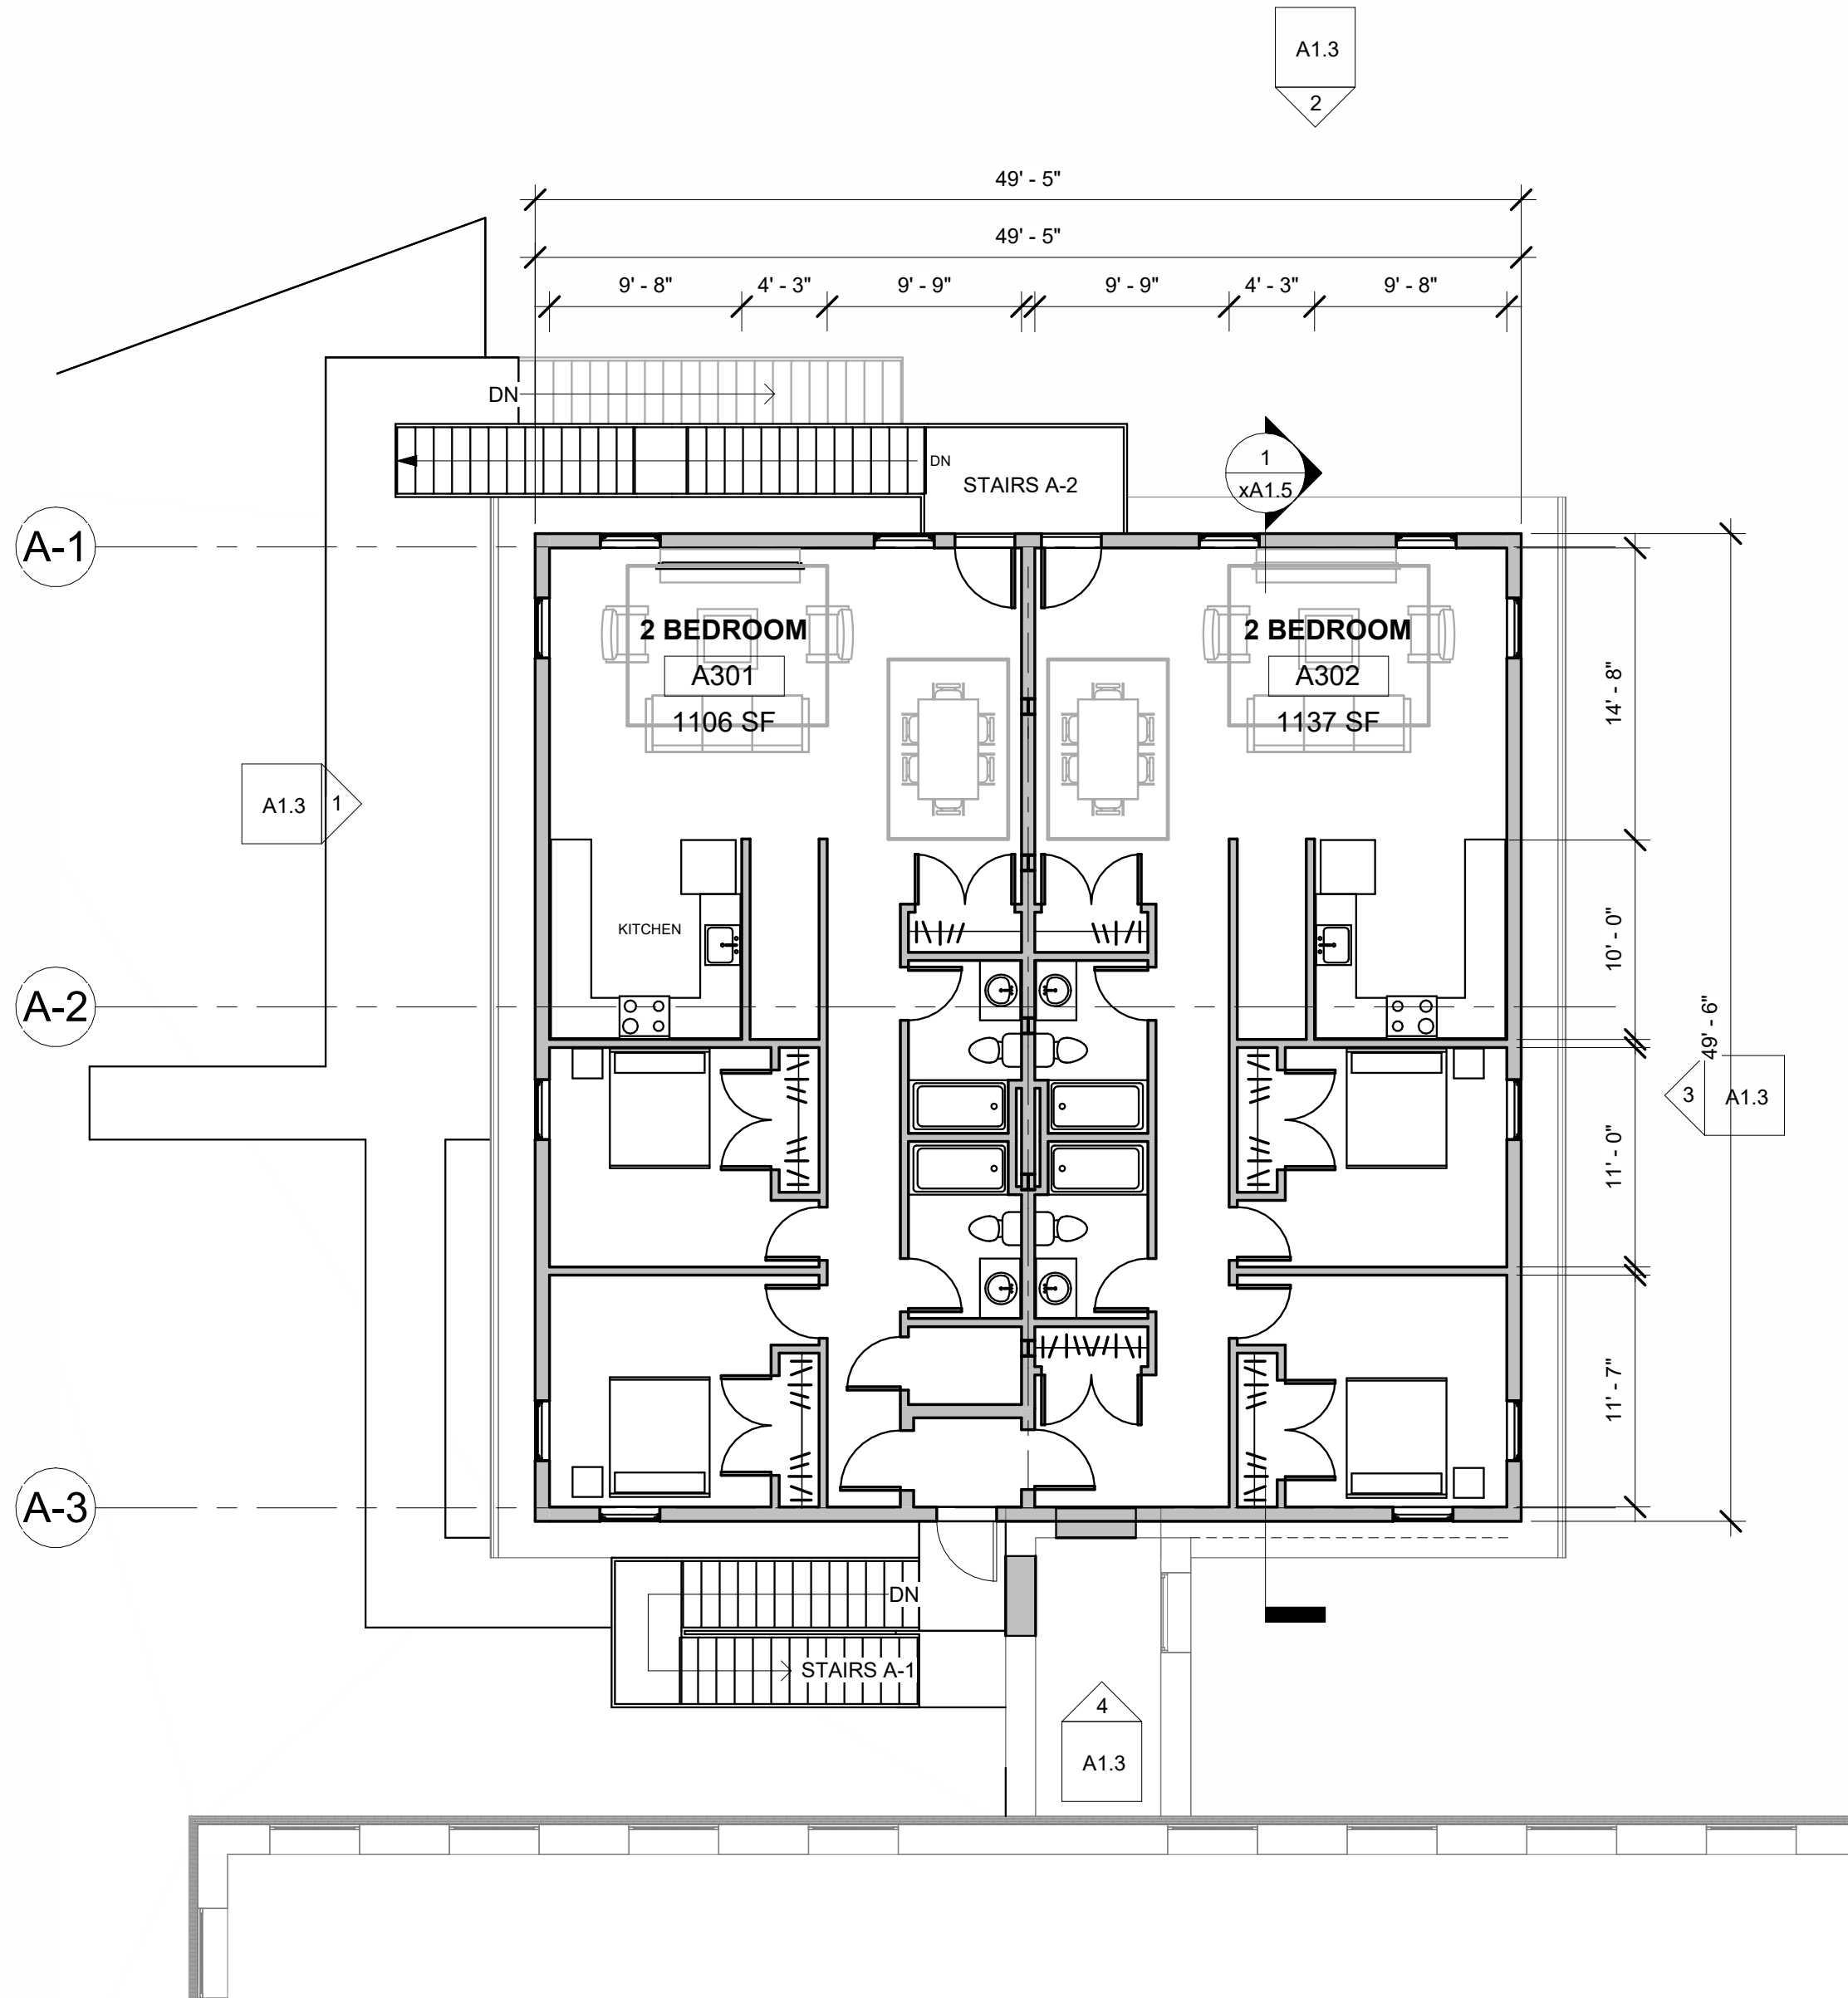 A1.3
2
49' - 5"
49' - 5"
9' - 8"
4' - 3"
9' - 9"
9' - 9"
4' - 3"
9' - 8"
DN
DN
STAIRS A-2
1
xA1.5
A-1
2 BEDROOM
A301
1106 SF
2 BEDROOM
A302
1137 SF
14' - 8"
A1.3
1
KITCHEN
10' - 0"
A-2
49' - 6"
3
A1.3
11' - 0"
11' - 7"
A-3
DN
STAIRS A-1
4
A1.3